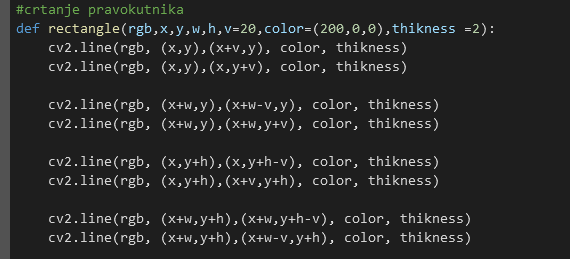 #crtanje pravokutnika
def rectangle(rgb,x,y,w,h,v=20,color=(200,0,0),thikness =2):
cv2.line(rgb, (x,y),(x+v,y), color, thikness)
cv2.line(rgb, (x,y),(x,y+v), color, thikness)
cv2.line(rgb, (x+w,y),(x+w-v,y), color, thikness)
cv2.line(rgb, (x+w,y),(x+w,y+v), color, thikness)
cv2.line(rgb, (x,y+h),(x,y+h-v), color, thikness)
cv2.line(rgb, (x,y+h),(x+v,y+h), color, thikness)
cv2.line(rgb, (x+w,y+h),(x+w,y+h-v), color, thikness)
cv2.line(rgb, (x+w,y+h),(x+w-v,y+h), color, thikness)